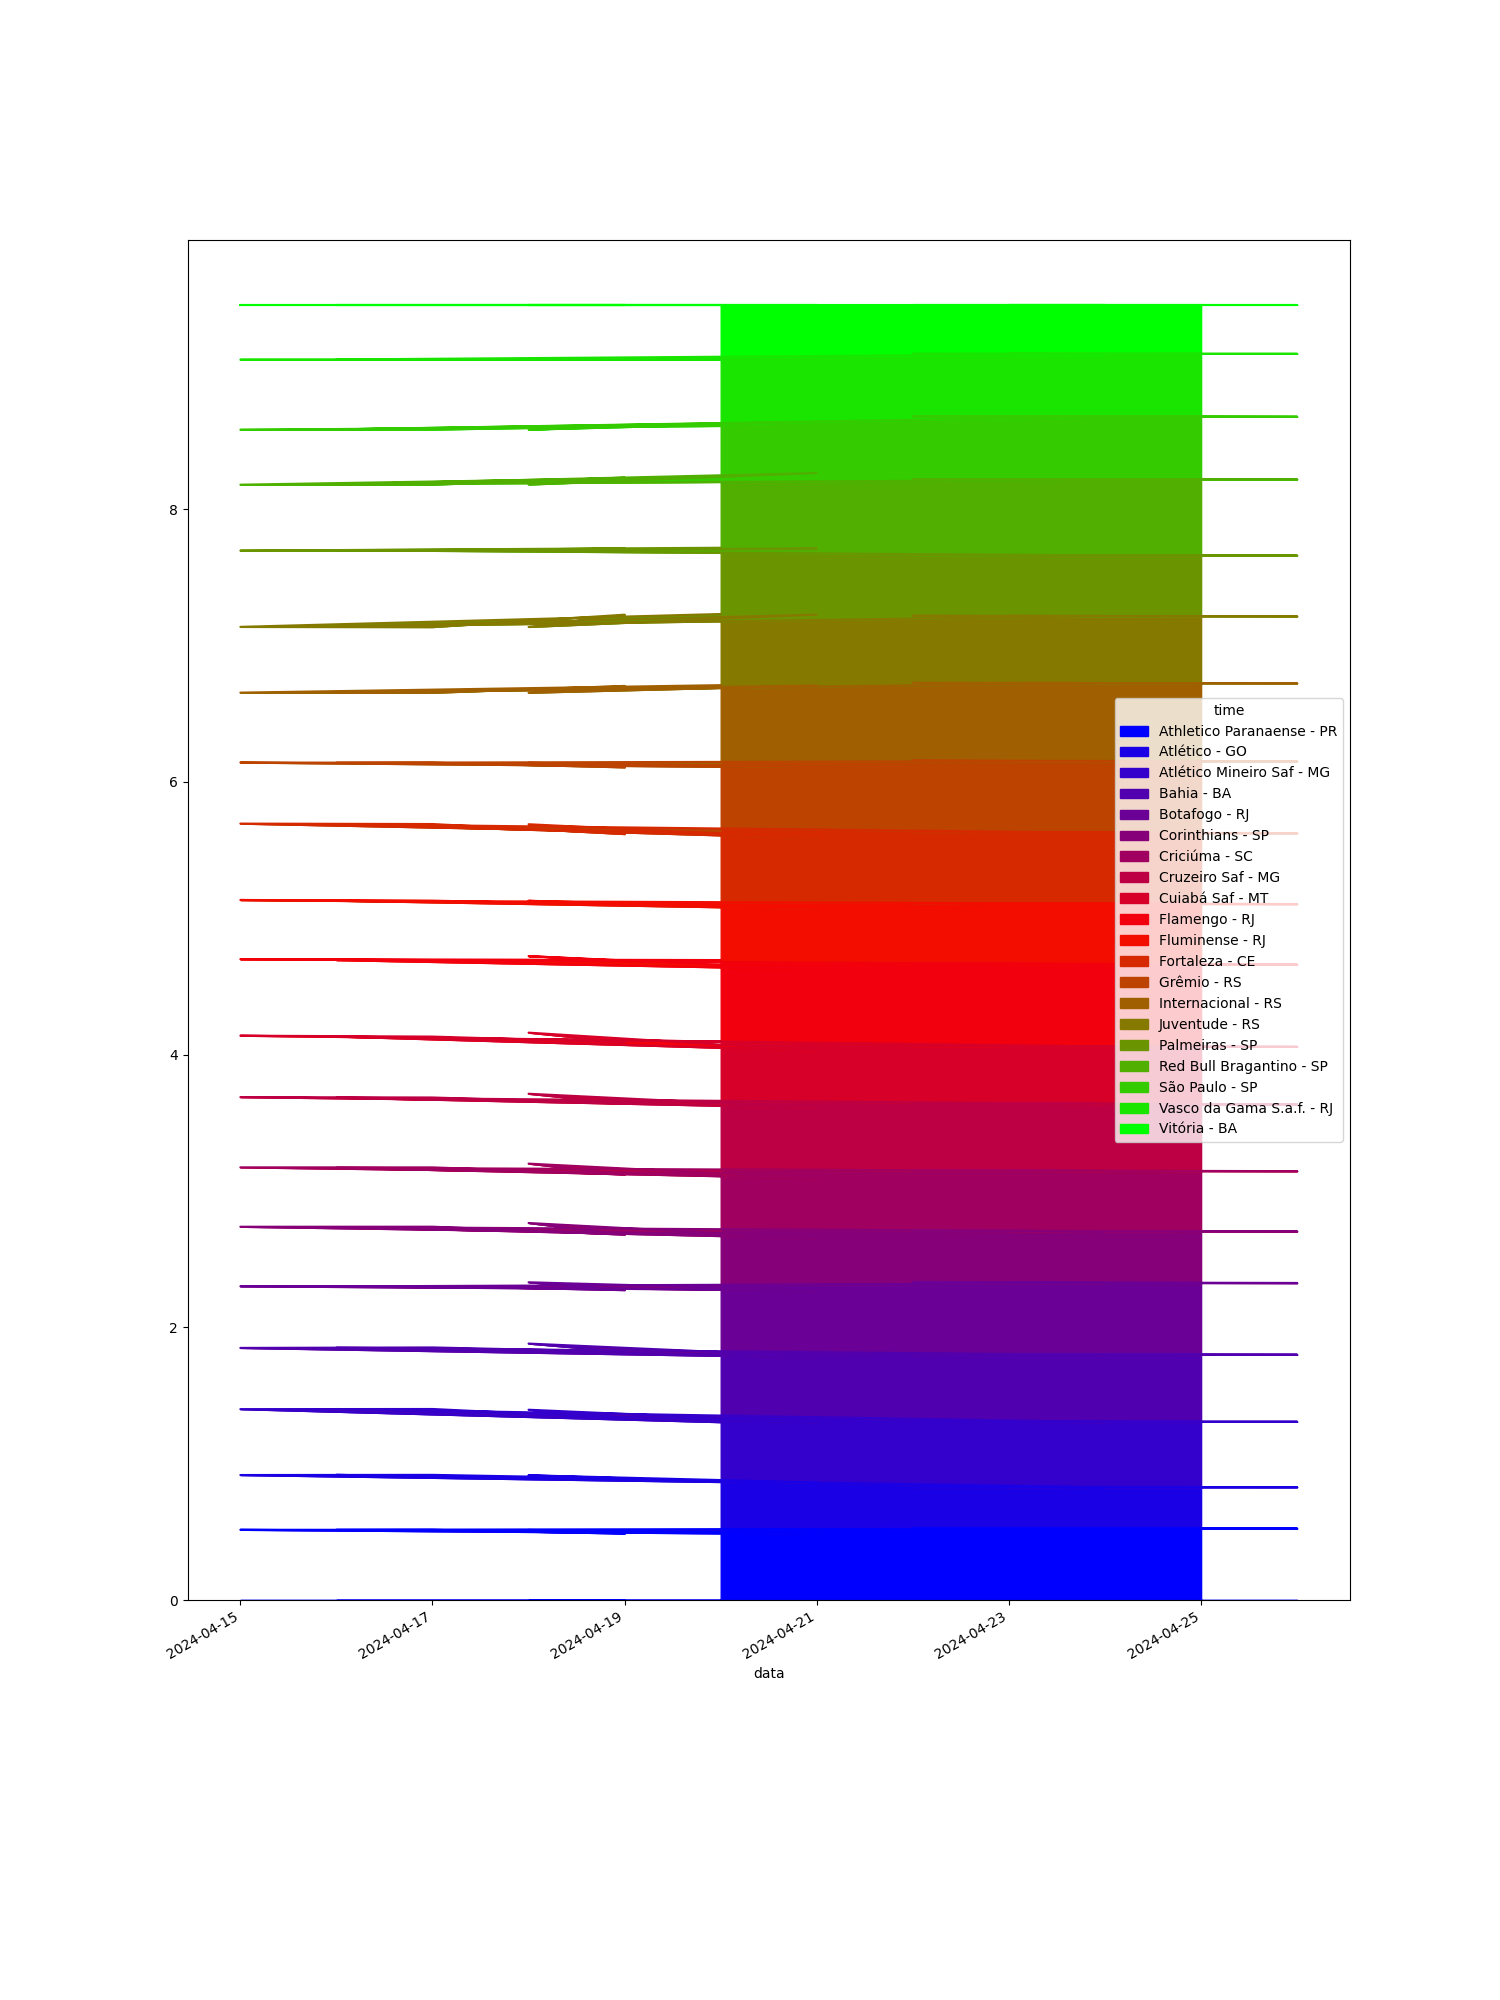 8
6
4
2
0
time
Athletico Paranaense - PR
Atlético - GO
Atlético Mineiro Saf - MG
Bahia - BA
Botafogo - RJ
Corinthians - SP
Criciúma - SC
Cruzeiro Saf - MG
Cuiabá Saf - MT
Flamengo - RJ
Fluminense - RJ
Fortaleza - CE
Grêmio - RS
Internacional - RS
Juventude - RS
Palmeiras - SP
Red Bull Bragantino - SP
São Paulo - SP
Vasco da Gama S.a.f. - RJ
Vitória - BA
2024-04-15
2024-04-17
2024-04-19
2024-04-21
2024-04-23
2024-04-25
data